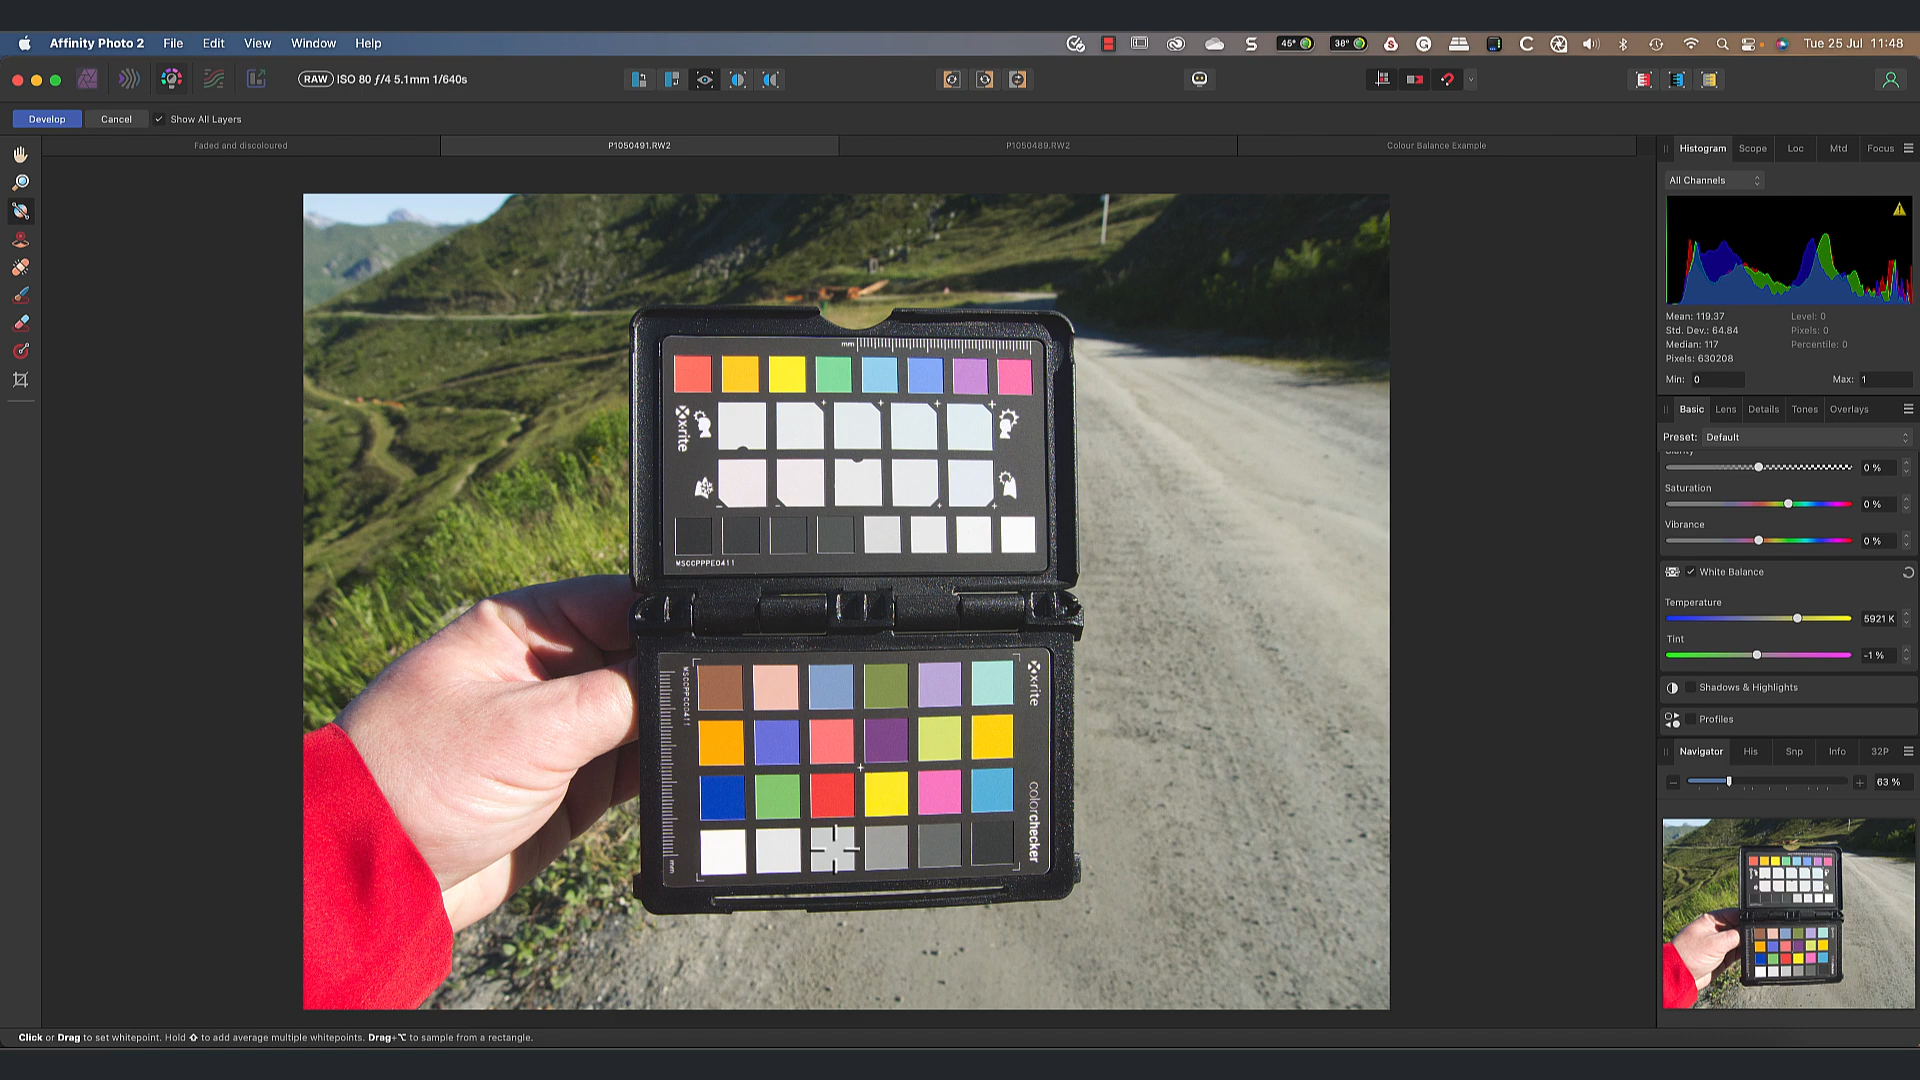 Affinity Photo 2 File Edit View Window Help
45° 38° Tue 25 Jul 11:48
RAW ISO 80 ƒ/4 5.1mm 1/640s
Develop Cancel Show All Layers
Faded and discoloured P1050491.RW2 P1050489.RW2 Colour Balance Example
Histogram Scope Loc Mtd Focus
All Channels
Mean: 119.37 Level: 0
Std. Dev.: 64.84 Pixels: 0
Median: 117 Percentile: 0
Pixels: 630208
Min: 0 Max: 1
Basic Lens Details Tones Overlays
Preset: Default
0 %
Saturation
0 %
Vibrance
0 %
White Balance
Temperature
5921 K
Tint
-1 %
Shadows & Highlights
Profiles
Navigator His Snp Info 32P
63 %
mm
x·rite
MSCCPPPE0411
MSCCPPCC0411
x·rite
colorchecker
mm
Click or Drag to set whitepoint. Hold ⇧ to add average multiple whitepoints. Drag+⌥ to sample from a rectangle.